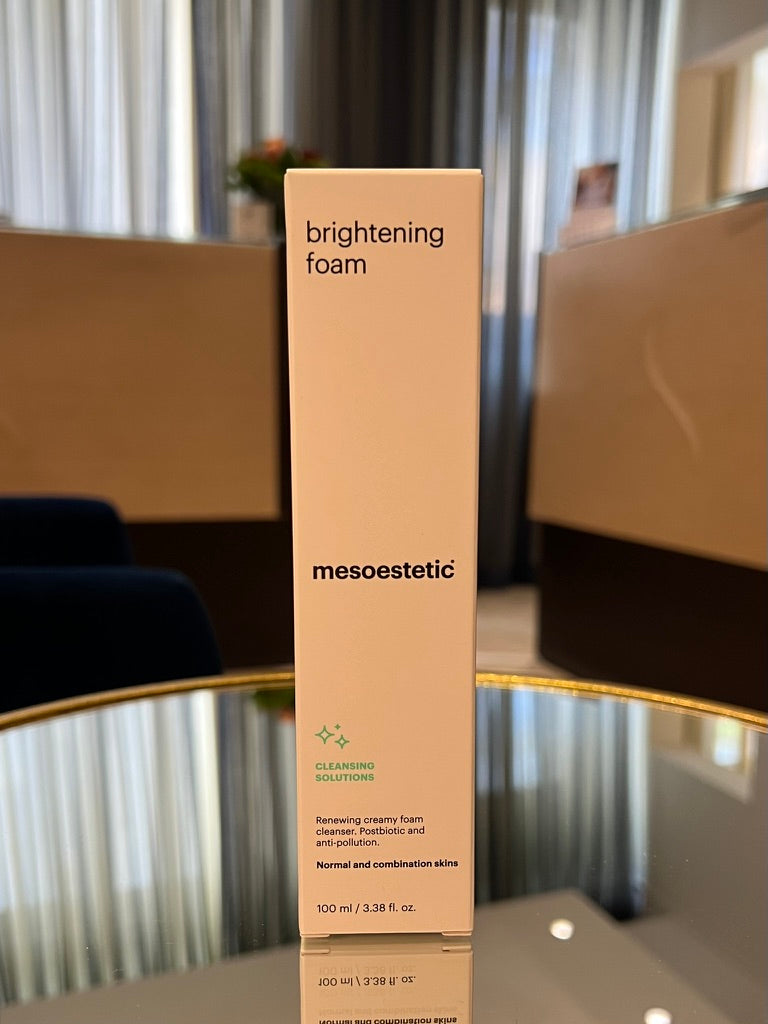 brightening
foam
mesoestetic
CLEANSING
SOLUTIONS
Renewing creamy foam
cleanser. Postbiotic and
anti-pollution.
Normal and combination skins
100 ml / 3.38 fl. oz.